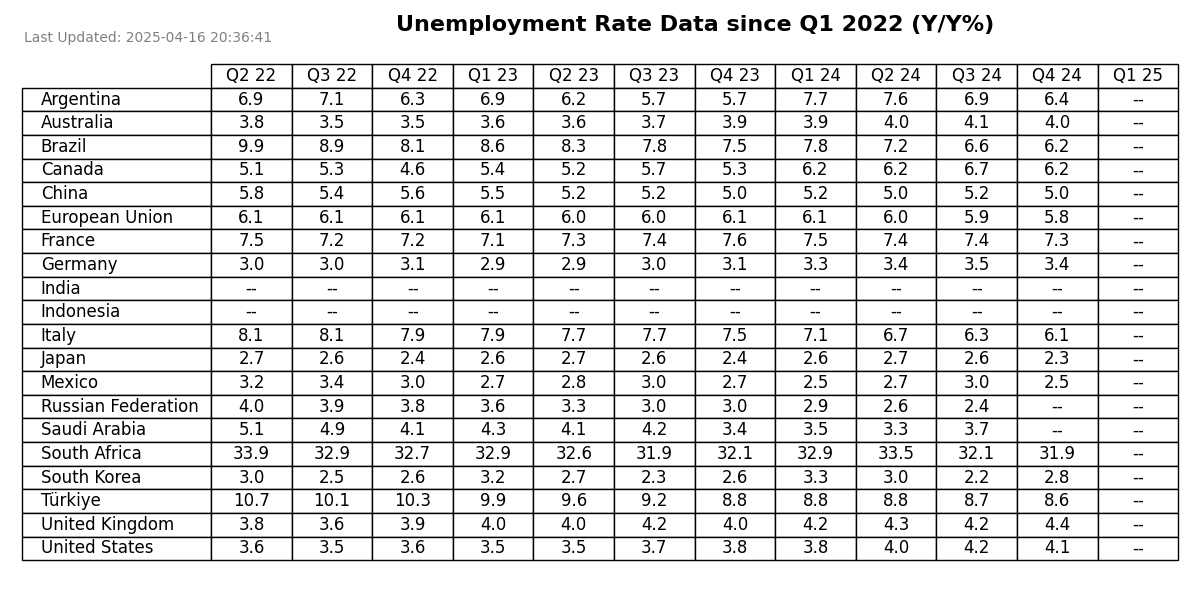 Unemployment Rate Data since Q1 2022 (Y/Y%)
Last Updated: 2025-04-16 20:36:41
Q2 22 Q3 22 Q4 22 Q1 23 Q2 23 Q3 23 Q4 23 Q1 24 Q2 24 Q3 24 Q4 24 Q1 25
Argentina 6.9 7.1 6.3 6.9 6.2 5.7 5.7 7.7 7.6 6.9 6.4 --
Australia 3.8 3.5 3.5 3.6 3.6 3.7 3.9 3.9 4.0 4.1 4.0 --
Brazil 9.9 8.9 8.1 8.6 8.3 7.8 7.5 7.8 7.2 6.6 6.2 --
Canada 5.1 5.3 4.6 5.4 5.2 5.7 5.3 6.2 6.2 6.7 6.2 --
China 5.8 5.4 5.6 5.5 5.2 5.2 5.0 5.2 5.0 5.2 5.0 --
European Union 6.1 6.1 6.1 6.1 6.0 6.0 6.1 6.1 6.0 5.9 5.8 --
France 7.5 7.2 7.2 7.1 7.3 7.4 7.6 7.5 7.4 7.4 7.3 --
Germany 3.0 3.0 3.1 2.9 2.9 3.0 3.1 3.3 3.4 3.5 3.4 --
India -- -- -- -- -- -- -- -- -- -- -- --
Indonesia -- -- -- -- -- -- -- -- -- -- -- --
Italy 8.1 8.1 7.9 7.9 7.7 7.7 7.5 7.1 6.7 6.3 6.1 --
Japan 2.7 2.6 2.4 2.6 2.7 2.6 2.4 2.6 2.7 2.6 2.3 --
Mexico 3.2 3.4 3.0 2.7 2.8 3.0 2.7 2.5 2.7 3.0 2.5 --
Russian Federation 4.0 3.9 3.8 3.6 3.3 3.0 3.0 2.9 2.6 2.4 -- --
Saudi Arabia 5.1 4.9 4.1 4.3 4.1 4.2 3.4 3.5 3.3 3.7 -- --
South Africa 33.9 32.9 32.7 32.9 32.6 31.9 32.1 32.9 33.5 32.1 31.9 --
South Korea 3.0 2.5 2.6 3.2 2.7 2.3 2.6 3.3 3.0 2.2 2.8 --
Türkiye 10.7 10.1 10.3 9.9 9.6 9.2 8.8 8.8 8.8 8.7 8.6 --
United Kingdom 3.8 3.6 3.9 4.0 4.0 4.2 4.0 4.2 4.3 4.2 4.4 --
United States 3.6 3.5 3.6 3.5 3.5 3.7 3.8 3.8 4.0 4.2 4.1 --